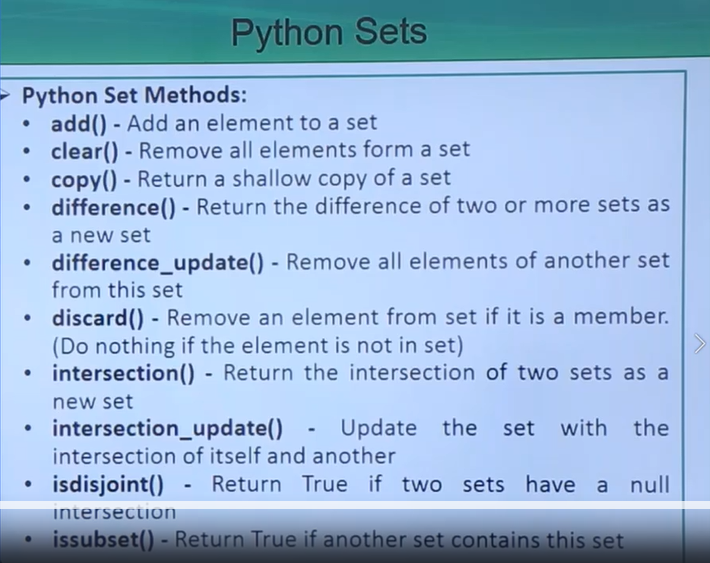 Python Sets
Python Set Methods:
• add() - Add an element to a set
• clear() - Remove all elements form a set
• copy() - Return a shallow copy of a set
• difference() - Return the difference of two or more sets as
a new set
• difference_update() - Remove all elements of another set
from this set
• discard() - Remove an element from set if it is a member.
(Do nothing if the element is not in set)
• intersection() - Return the intersection of two sets as a
new set
• intersection_update() - Update the set with the
intersection of itself and another
• isdisjoint() - Return True if two sets have a null
intersection
• issubset() - Return True if another set contains this set